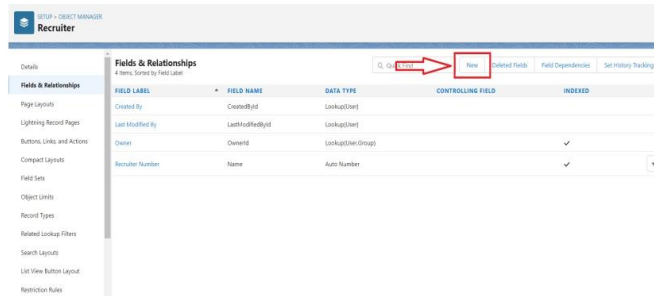 SETUP > OBJECT MANAGER
Recruiter
Details
Fields & Relationships
Page Layouts
Lightning Record Pages
Buttons, Links, and Actions
Compact Layouts
Field Sets
Object Limits
Record Types
Related Lookup Filters
Search Layouts
List View Button Layout
Restriction Rules
Fields & Relationships
4 Items, Sorted by Field Label
Quick Find
New
Deleted Fields
Field Dependencies
Set History Tracking
FIELD LABEL FIELD NAME DATA TYPE CONTROLLING FIELD INDEXED
Created By CreatedById Lookup(User)
Last Modified By LastModifiedById Lookup(User)
Owner OwnerId Lookup(User,Group)
Recruiter Number Name Auto Number